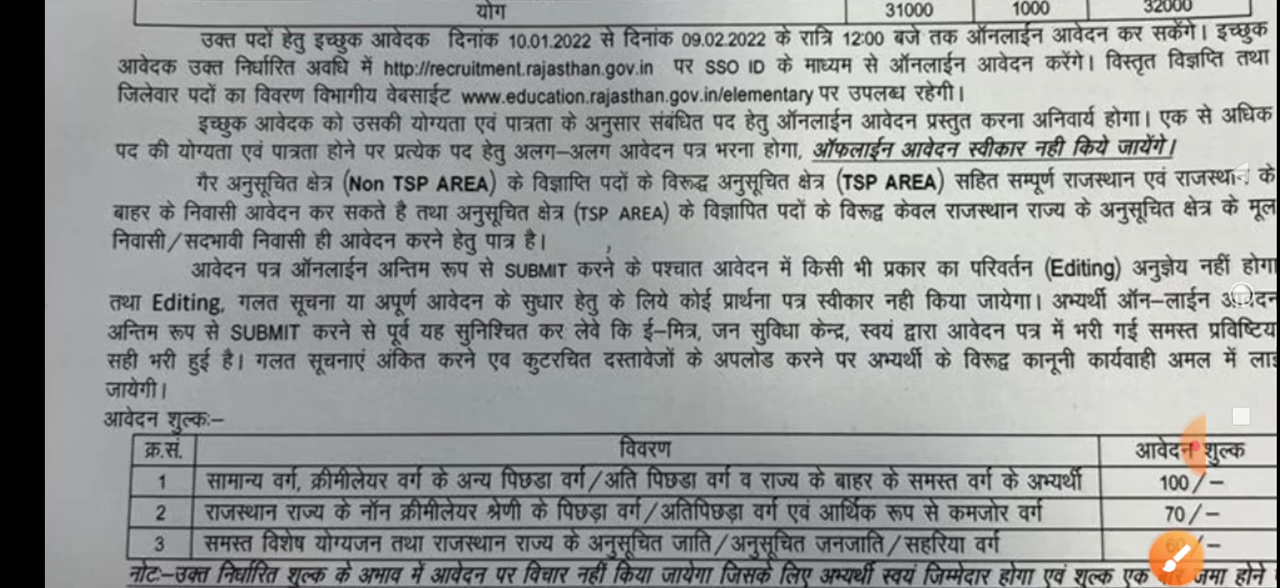 योग 31000 1000 32000
उक्त पदों हेतु इच्छुक आवेदक दिनांक 10.01.2022 से दिनांक 09.02.2022 के रात्रि 12:00 बजे तक ऑनलाईन आवेदन कर सकेंगे। इच्छुक
आवेदक उक्त निर्धारित अवधि में http://recruitment.rajasthan.gov.in पर SSO ID के माध्यम से ऑनलाईन आवेदन करेंगे। विस्तृत विज्ञप्ति तथा
जिलेवार पदों का विवरण विभागीय वेबसाईट www.education.rajasthan.gov.in/elementary पर उपलब्ध रहेगी।
इच्छुक आवेदक को उसकी योग्यता एवं पात्रता के अनुसार संबंधित पद हेतु ऑनलाईन आवेदन प्रस्तुत करना अनिवार्य होगा। एक से अधिक
पद की योग्यता एवं पात्रता होने पर प्रत्येक पद हेतु अलग–अलग आवेदन पत्र भरना होगा, ऑफलाईन आवेदन स्वीकार नही किये जायेंगे।
गैर अनुसूचित क्षेत्र (Non TSP AREA) के विज्ञाप्ति पदों के विरूद्ध अनुसूचित क्षेत्र (TSP AREA) सहित सम्पूर्ण राजस्थान एवं के
बाहर के निवासी आवेदन कर सकते है तथा अनुसूचित क्षेत्र (TSP AREA) के विज्ञापित पदों के विरूद्व केवल राजस्थान राज्य के अनुसूचित क्षेत्र के मूल
निवासी/सदभावी निवासी ही आवेदन करने हेतु पात्र है।
आवेदन पत्र ऑनलाईन अन्तिम रूप से SUBMIT करने के पश्चात आवेदन में किसी भी प्रकार का परिवर्तन (Editing) अनुज्ञेय नहीं होगा
तथा Editing, गलत सूचना या अपूर्ण आवेदन के सुधार हेतु के लिये कोई प्रार्थना पत्र स्वीकार नही किया जायेगा। अभ्यर्थी ऑन–लाईन
अन्तिम रूप से SUBMIT करने से पूर्व यह सुनिश्चित कर लेवे कि ई–मित्र, जन सुविधा केन्द्र, स्वयं द्वारा आवेदन पत्र में भरी गई समस्त
सही भरी हुई है। गलत सूचनाएं अंकित करने एव कुटरचित दस्तावेजों के अपलोड करने पर अभ्यर्थी के विरूद्व कानूनी कार्यवाही अमल में
जायेगी।
आवेदन शुल्कः–
क्र.सं. विवरण आवेदन शुल्क
1 सामान्य वर्ग, क्रीमीलेयर वर्ग के अन्य पिछडा वर्ग/अति पिछडा वर्ग व राज्य के बाहर के समस्त वर्ग के अभ्यर्थी 100/–
2 राजस्थान राज्य के नॉन क्रीमीलेयर श्रेणी के पिछडा वर्ग/अतिपिछड़ा वर्ग एवं आर्थिक रूप से कमजोर वर्ग 70/–
3 समस्त विशेष योग्यजन तथा राजस्थान राज्य के अनुसूचित जाति/अनुसूचित जनजाति/सहरिया वर्ग /–
नोटः–उक्त निर्धारित शुल्क के अभाव में आवेदन पर विचार नहीं किया जायेगा जिसके लिए अभ्यर्थी स्वयं जिम्मेदार होगा एवं शुल्क एक जमा होने